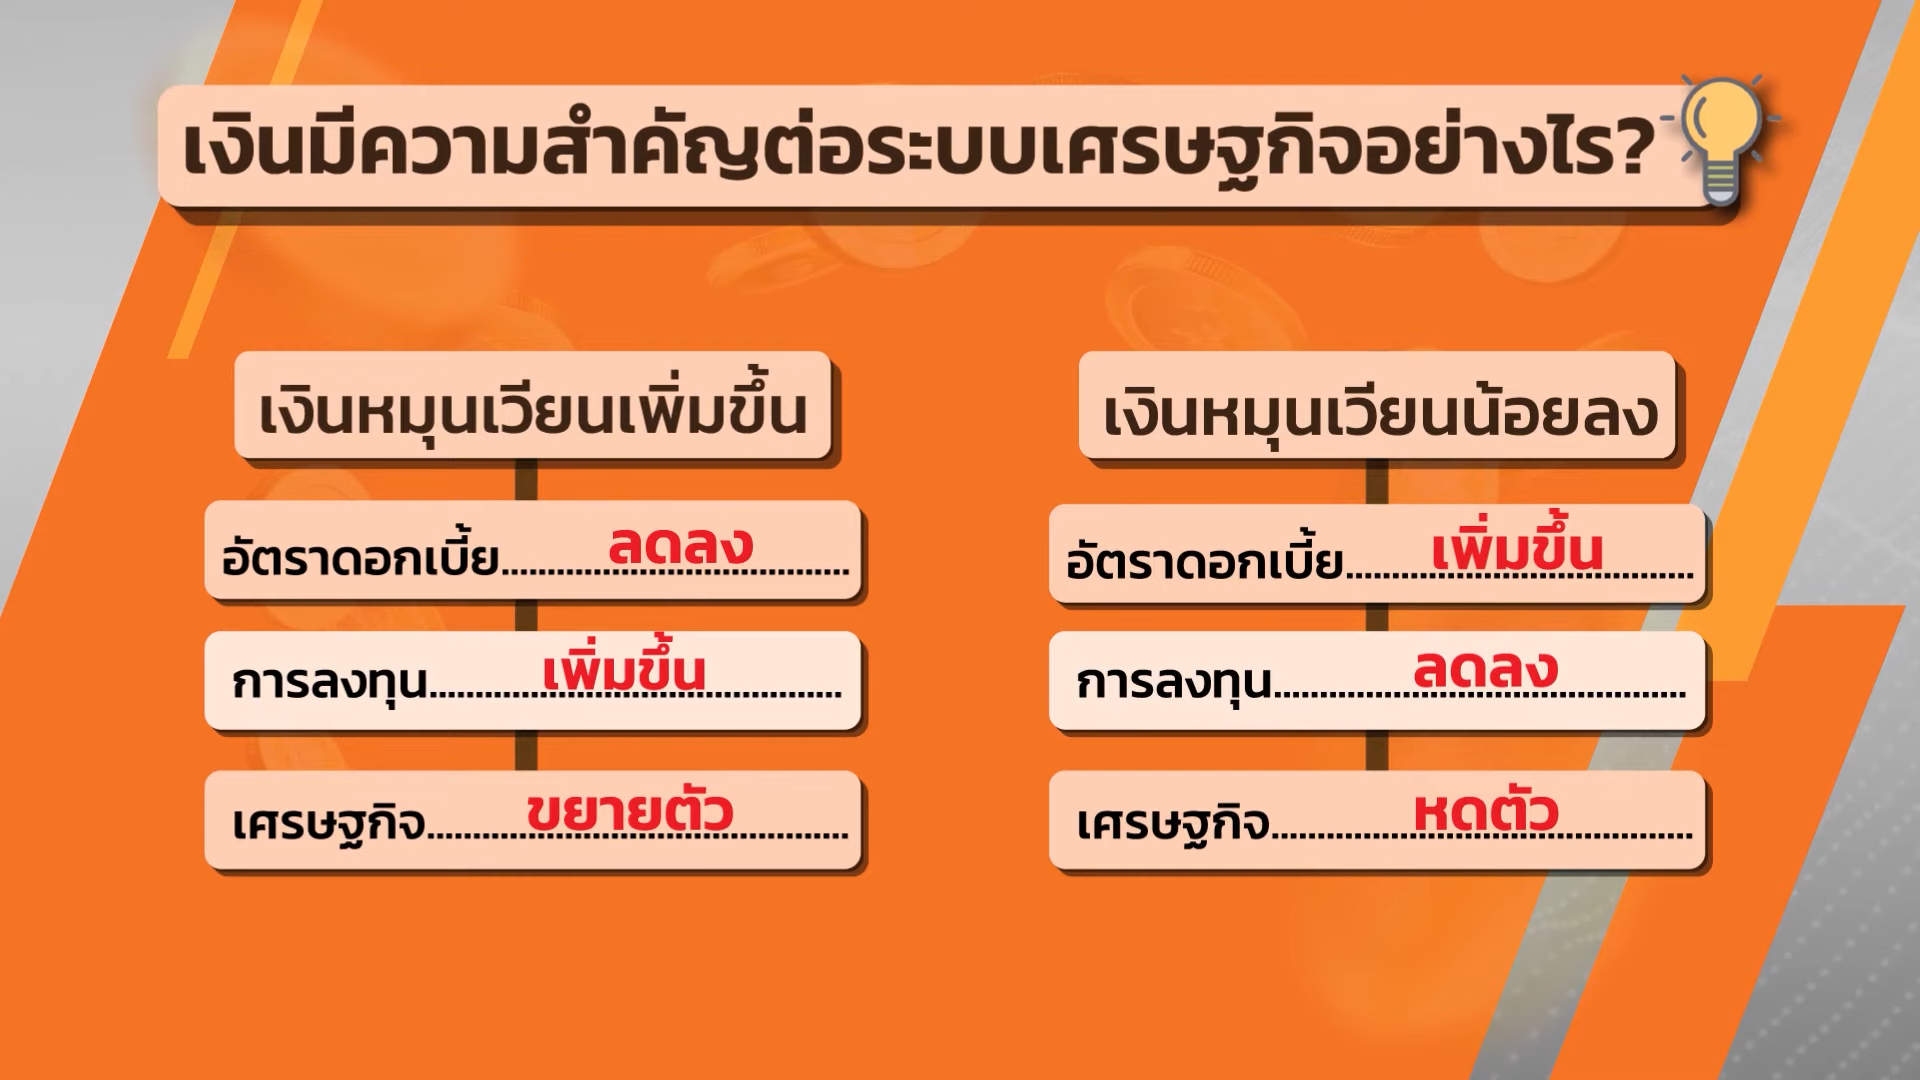 เงินมีความสำคัญต่อระบบเศรษฐกิจอย่างไร?
เงินหมุนเวียนเพิ่มขึ้น
อัตราดอกเบี้ย......ลดลง......
การลงทุน......เพิ่มขึ้น......
เศรษฐกิจ......ขยายตัว......
เงินหมุนเวียนน้อยลง
อัตราดอกเบี้ย......เพิ่มขึ้น......
การลงทุน......ลดลง......
เศรษฐกิจ......หดตัว......